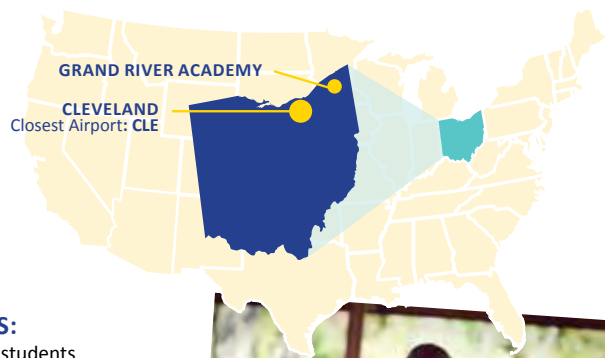 GRAND RIVER ACADEMY
CLEVELAND
Closest Airport: CLE
S:
students